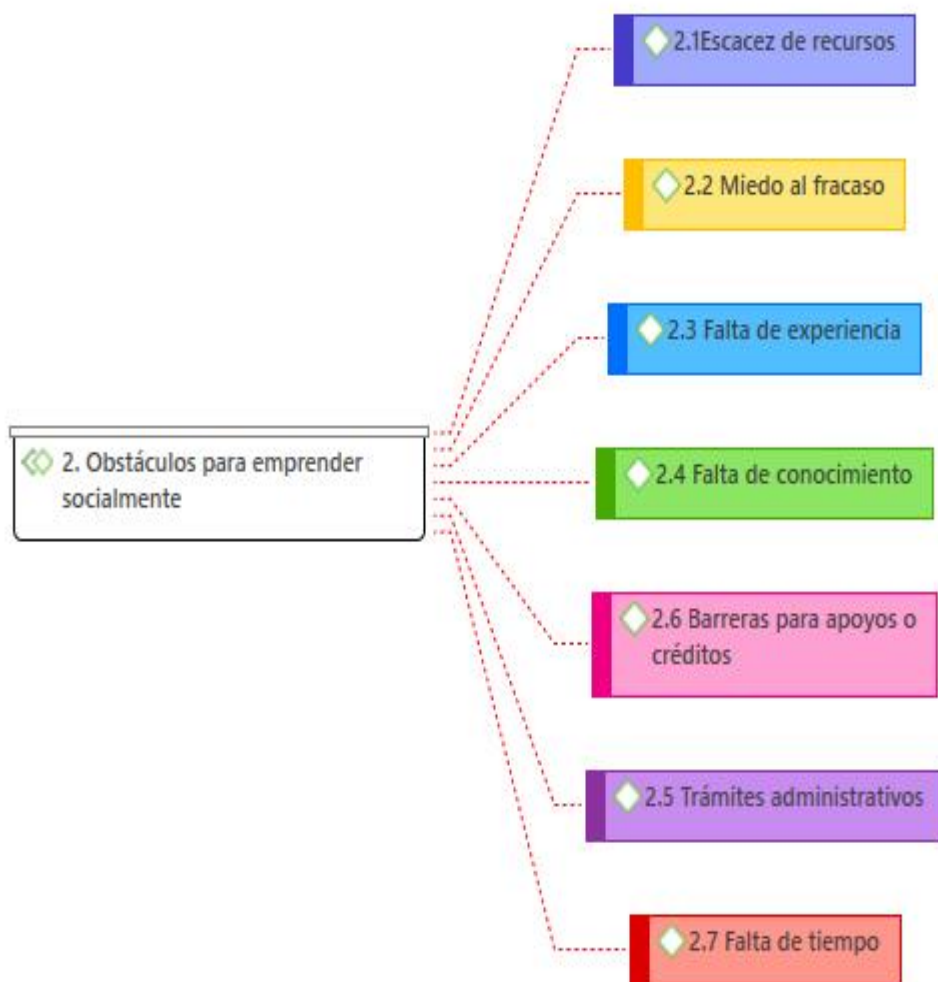 2.1Escacez de recursos
2.2 Miedo al fracaso
2.3 Falta de experiencia
2. Obstáculos para emprender
socialmente
2.4 Falta de conocimiento
2.6 Barreras para apoyos o
créditos
2.5 Trámites administrativos
2.7 Falta de tiempo